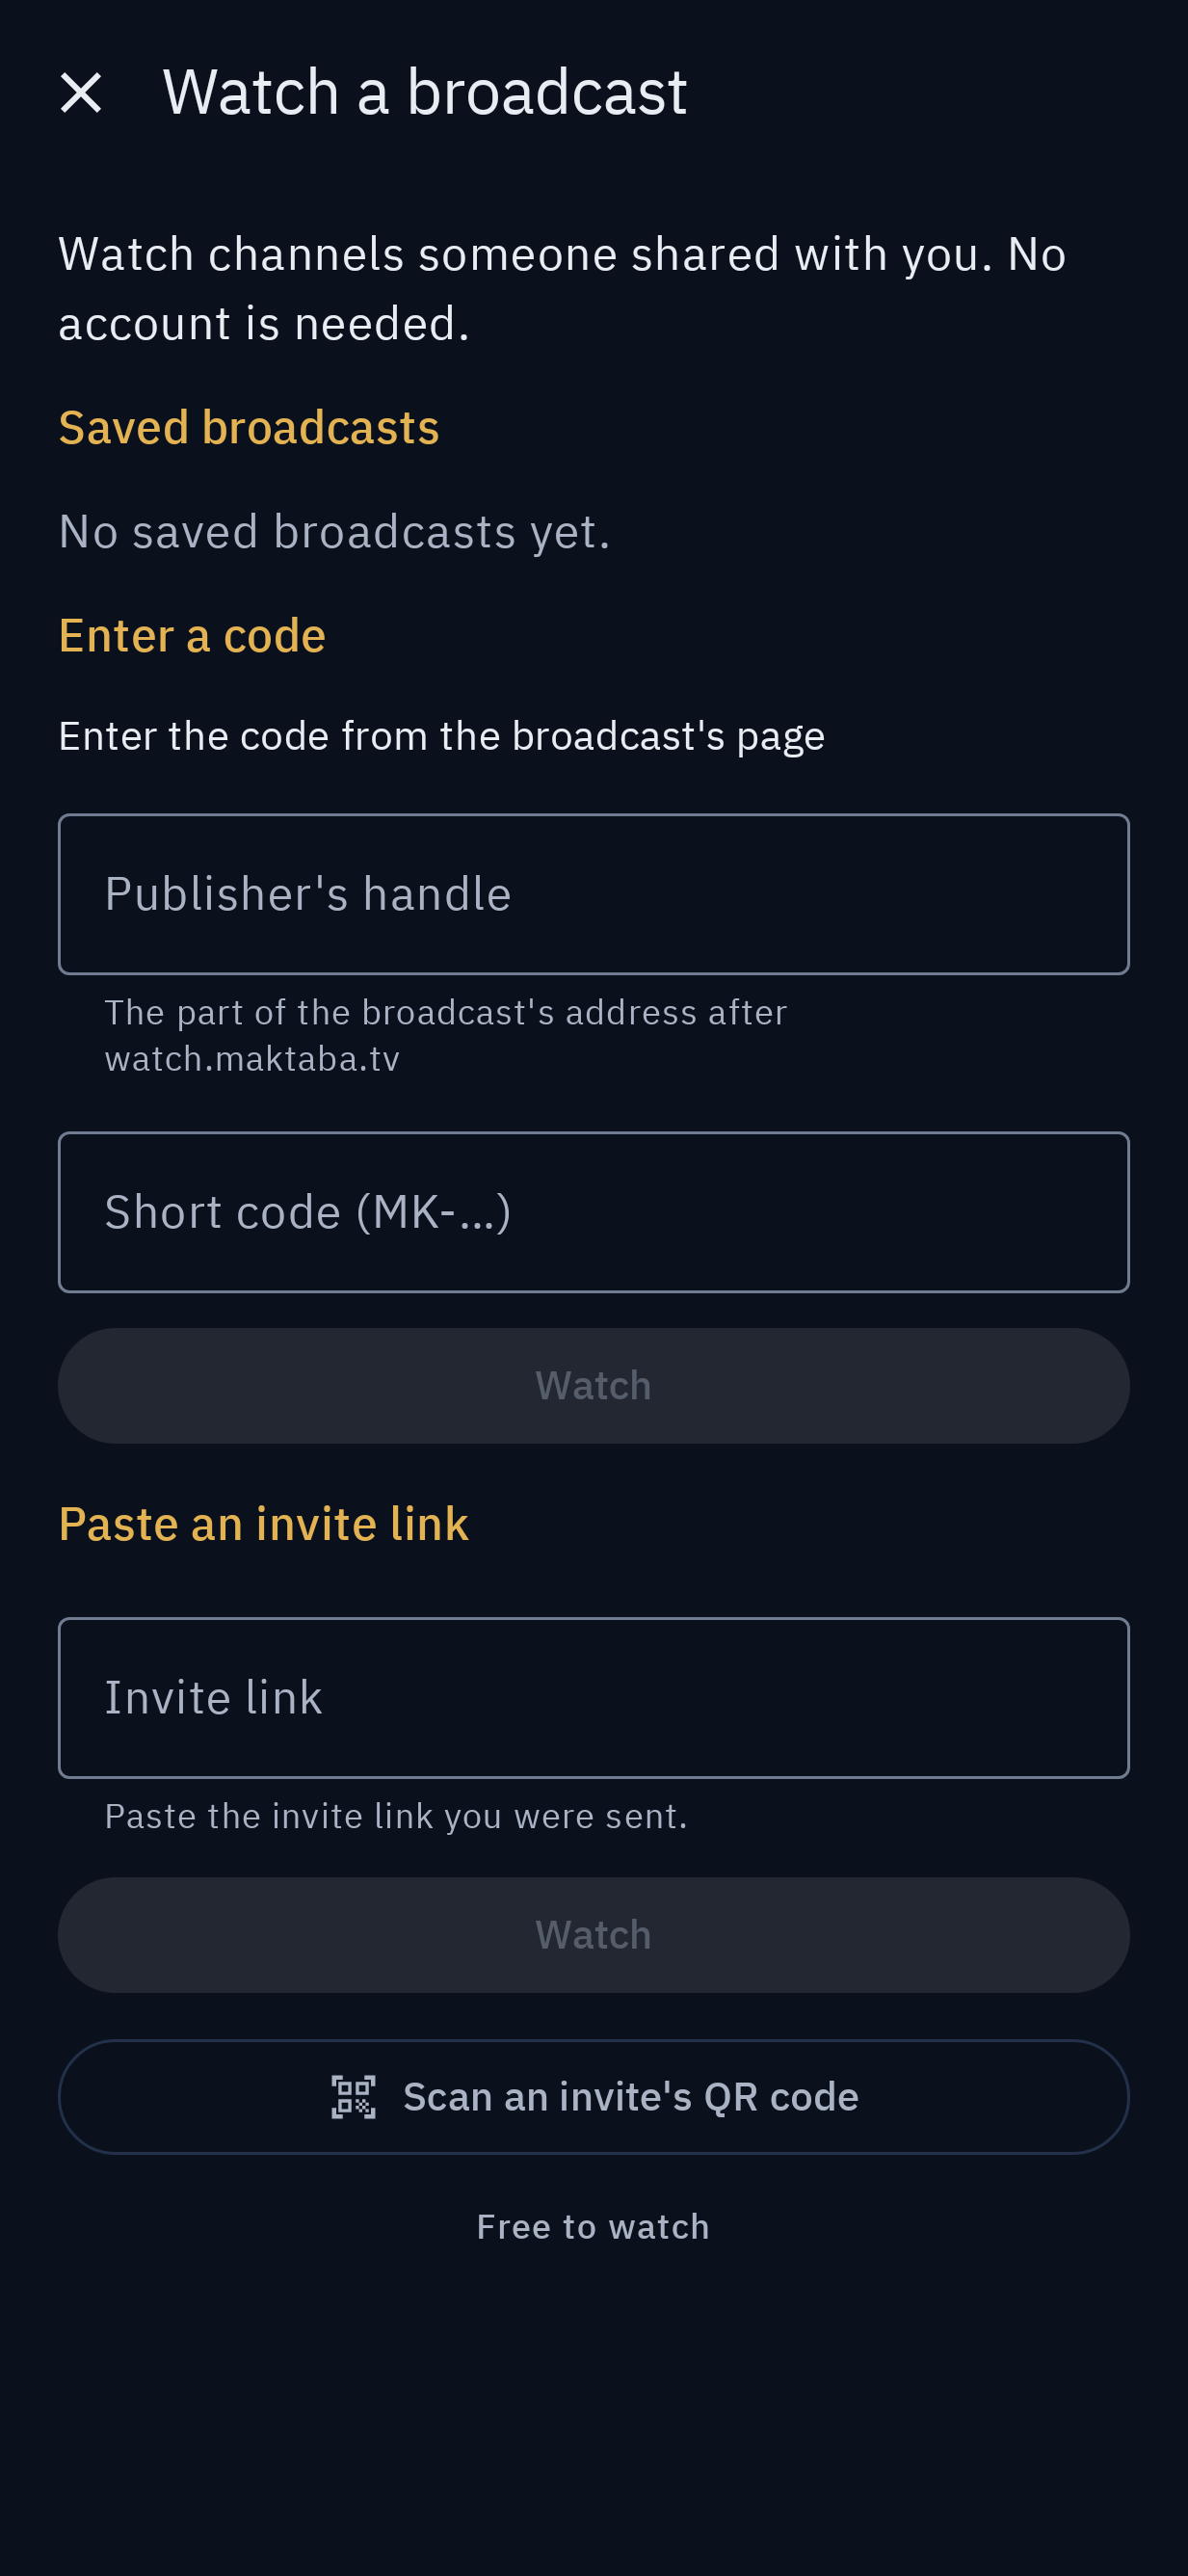 Watch a broadcast
Watch channels someone shared with you. No
account is needed.
Saved broadcasts
No saved broadcasts yet.
Enter a code
Enter the code from the broadcast's page
Publisher's handle
The part of the broadcast's address after
watch.maktaba.tv
Short code (MK-...)
Watch
Paste an invite link
Invite link
Paste the invite link you were sent.
Watch
Scan an invite's QR code
Free to watch